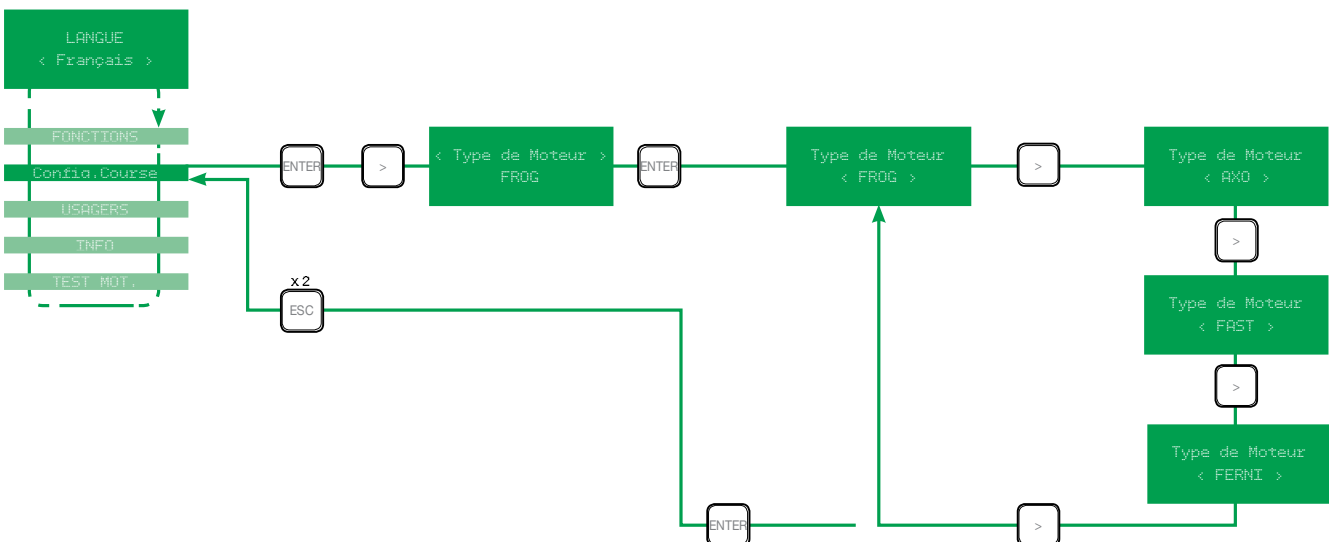 LANGUE
< Français >
FONCTIONS
Config.Course
USAGERS
INFO
TEST MOT.
ENTER
>
< Type de Moteur >
FROG
ENTER
Type de Moteur
< FROG >
>
Type de Moteur
< AXO >
>
Type de Moteur
< FAST >
>
Type de Moteur
< FERNI >
>
ENTER
x2
ESC